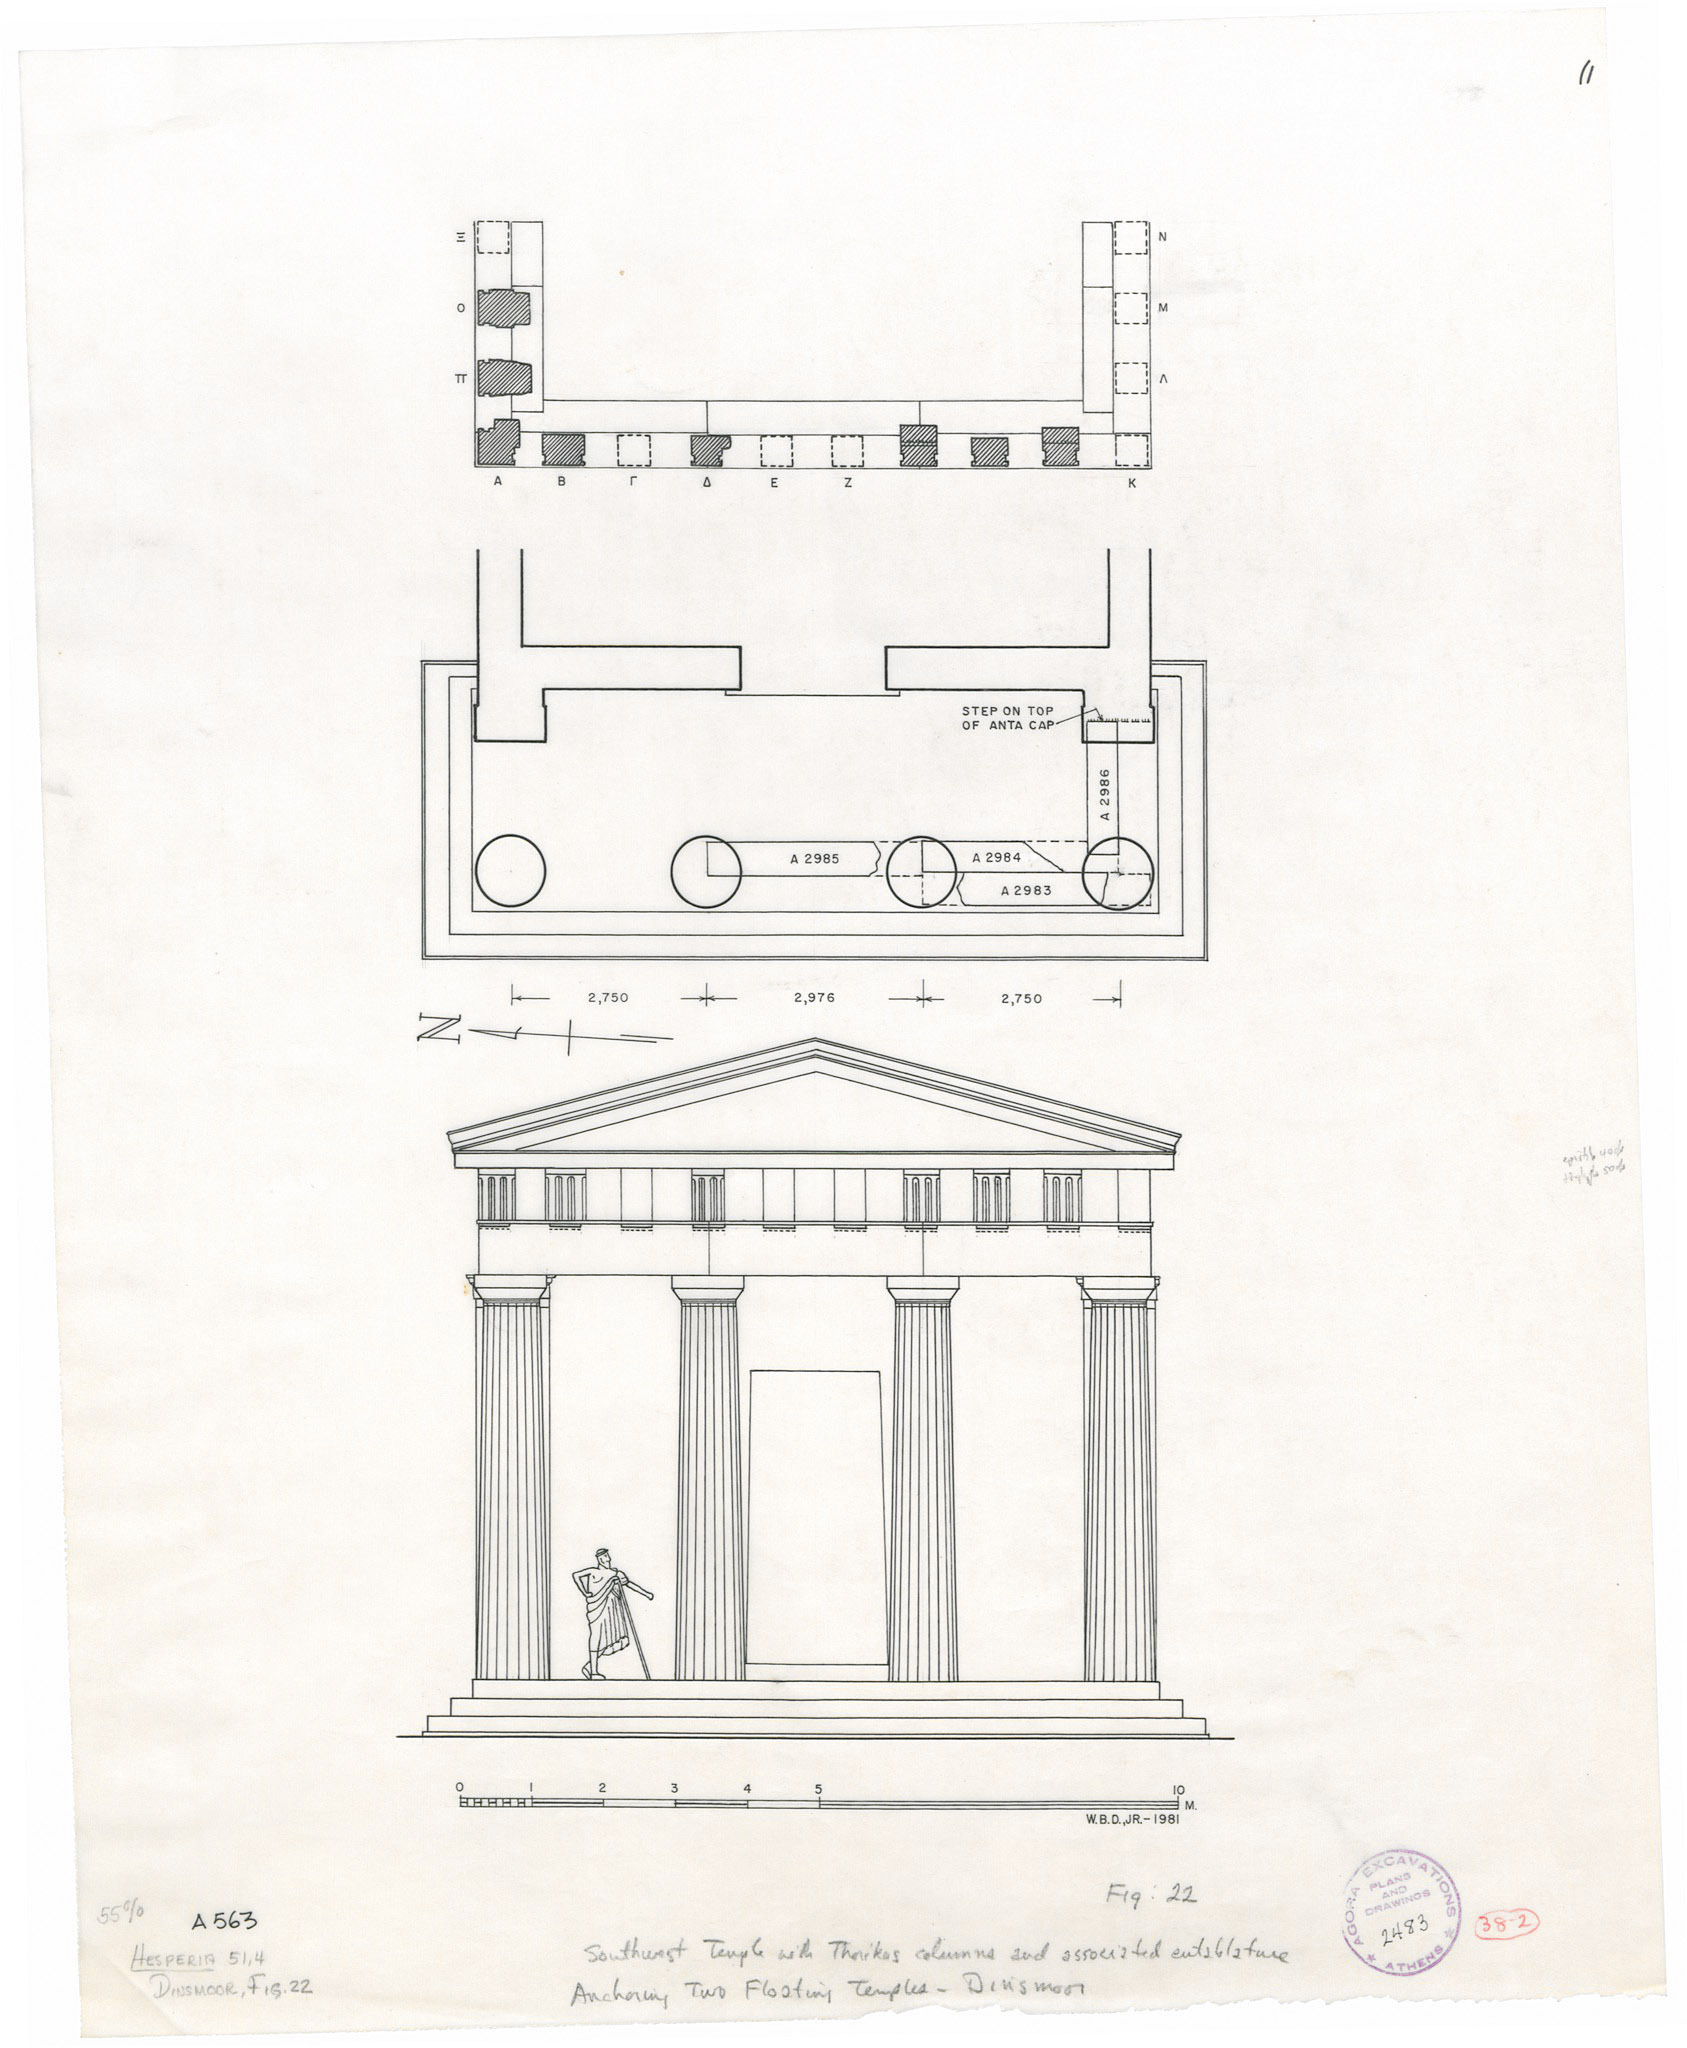 11
Ξ
Ν
Ο
Μ
Π
Λ
Α Β Γ Δ Ε Ζ Κ
STEP ON TOP
OF ANTA CAP
A 2986
A 2985
A 2984
A 2983
2,750 2,976 2,750
N
0 1 2 3 4 5 10
M.
W.B.D.,JR.-1981
Fig: 22
55%
A 563
HESPERIA 51,4
DINSMOOR, FIG. 22
Southwest Temple with Thorikos columns and associated entablature
Anchoring Two Floating Temples - Dinsmoor
AGORA EXCAVATIONS
PLANS
AND
DRAWINGS
2483
ATHENS
38-2